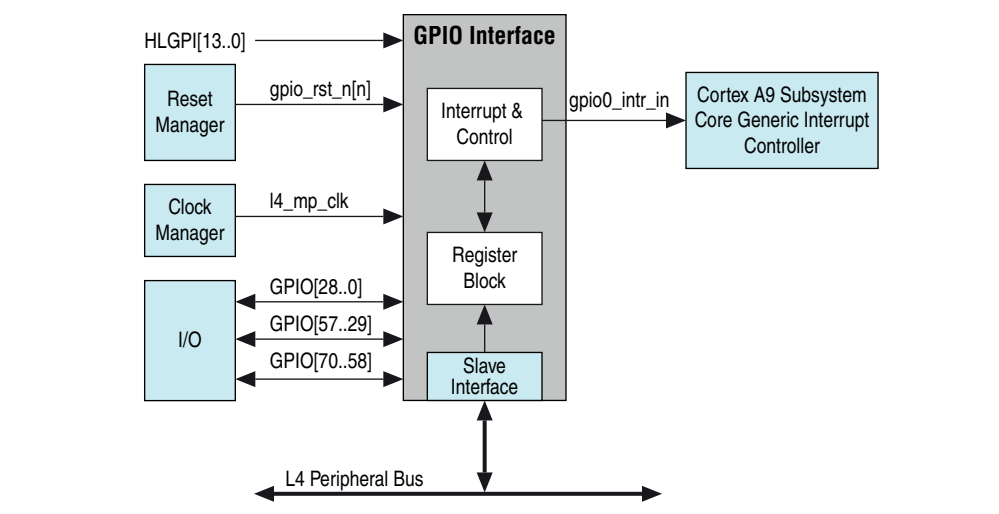 HLGPI[13..0]
GPIO Interface
Reset
Manager
gpio_rst_n[n]
Interrupt &
Control
gpio0_intr_in
Cortex A9 Subsystem
Core Generic Interrupt
Controller
Clock
Manager
l4_mp_clk
Register
Block
I/O
GPIO[28..0]
GPIO[57..29]
GPIO[70..58]
Slave
Interface
L4 Peripheral Bus